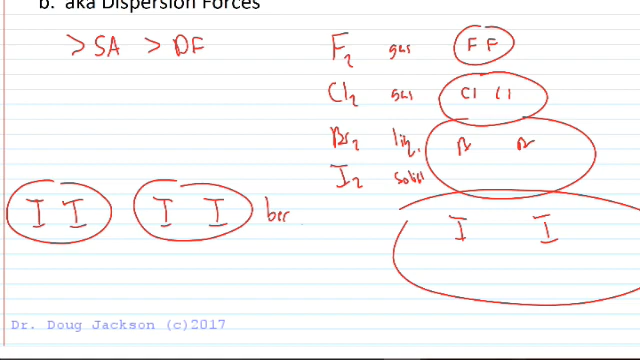 b. aka Dispersion Forces
> SA > DF
F2 gas F F
Cl2 gas Cl Cl
Br2 liq. Br Br
I2 solid
I I I I ber I I
Dr. Doug Jackson (c)2017